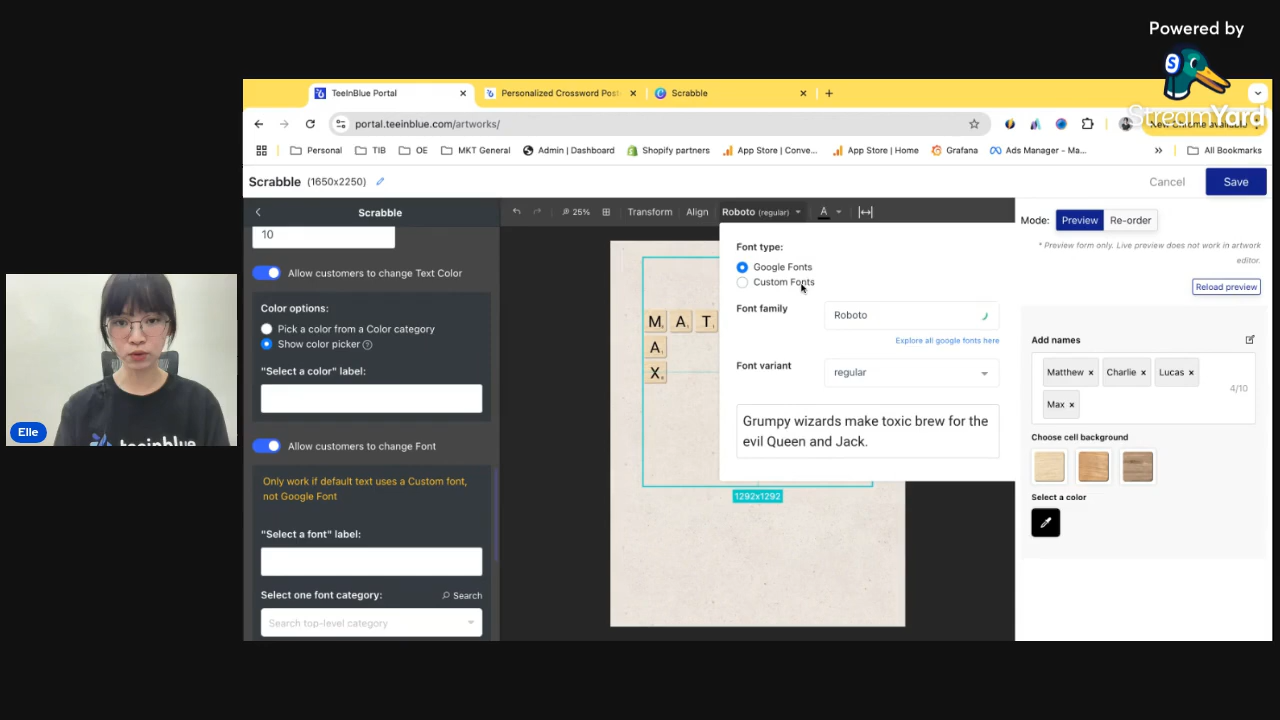 Powered by
StreamYard
TeeInBlue Portal
Personalized Crossword Post
Scrabble
portal.teeinblue.com/artworks/
New Chrome available
Personal
TIB
OE
MKT General
Admin | Dashboard
Shopify partners
App Store | Conve...
App Store | Home
Grafana
Ads Manager - Ma...
All Bookmarks
Scrabble (1650x2250)
Cancel
Save
Scrabble
25%
Transform
Align
Roboto (regular)
A
Mode:
Preview
Re-order
* Preview form only. Live preview does not work in artwork
editor.
Reload preview
10
Allow customers to change Text Color
Color options:
Pick a color from a Color category
Show color picker
"Select a color" label:
Allow customers to change Font
Only work if default text uses a Custom font,
not Google Font
"Select a font" label:
Select one font category:
Search
Search top-level category
M A T
A
X
1292x1292
Font type:
Google Fonts
Custom Fonts
Font family
Roboto
Explore all google fonts here
Font variant
regular
Grumpy wizards make toxic brew for the
evil Queen and Jack.
Add names
Matthew
Charlie
Lucas
Max
4/10
Choose cell background
Select a color
teeinblue
Elle